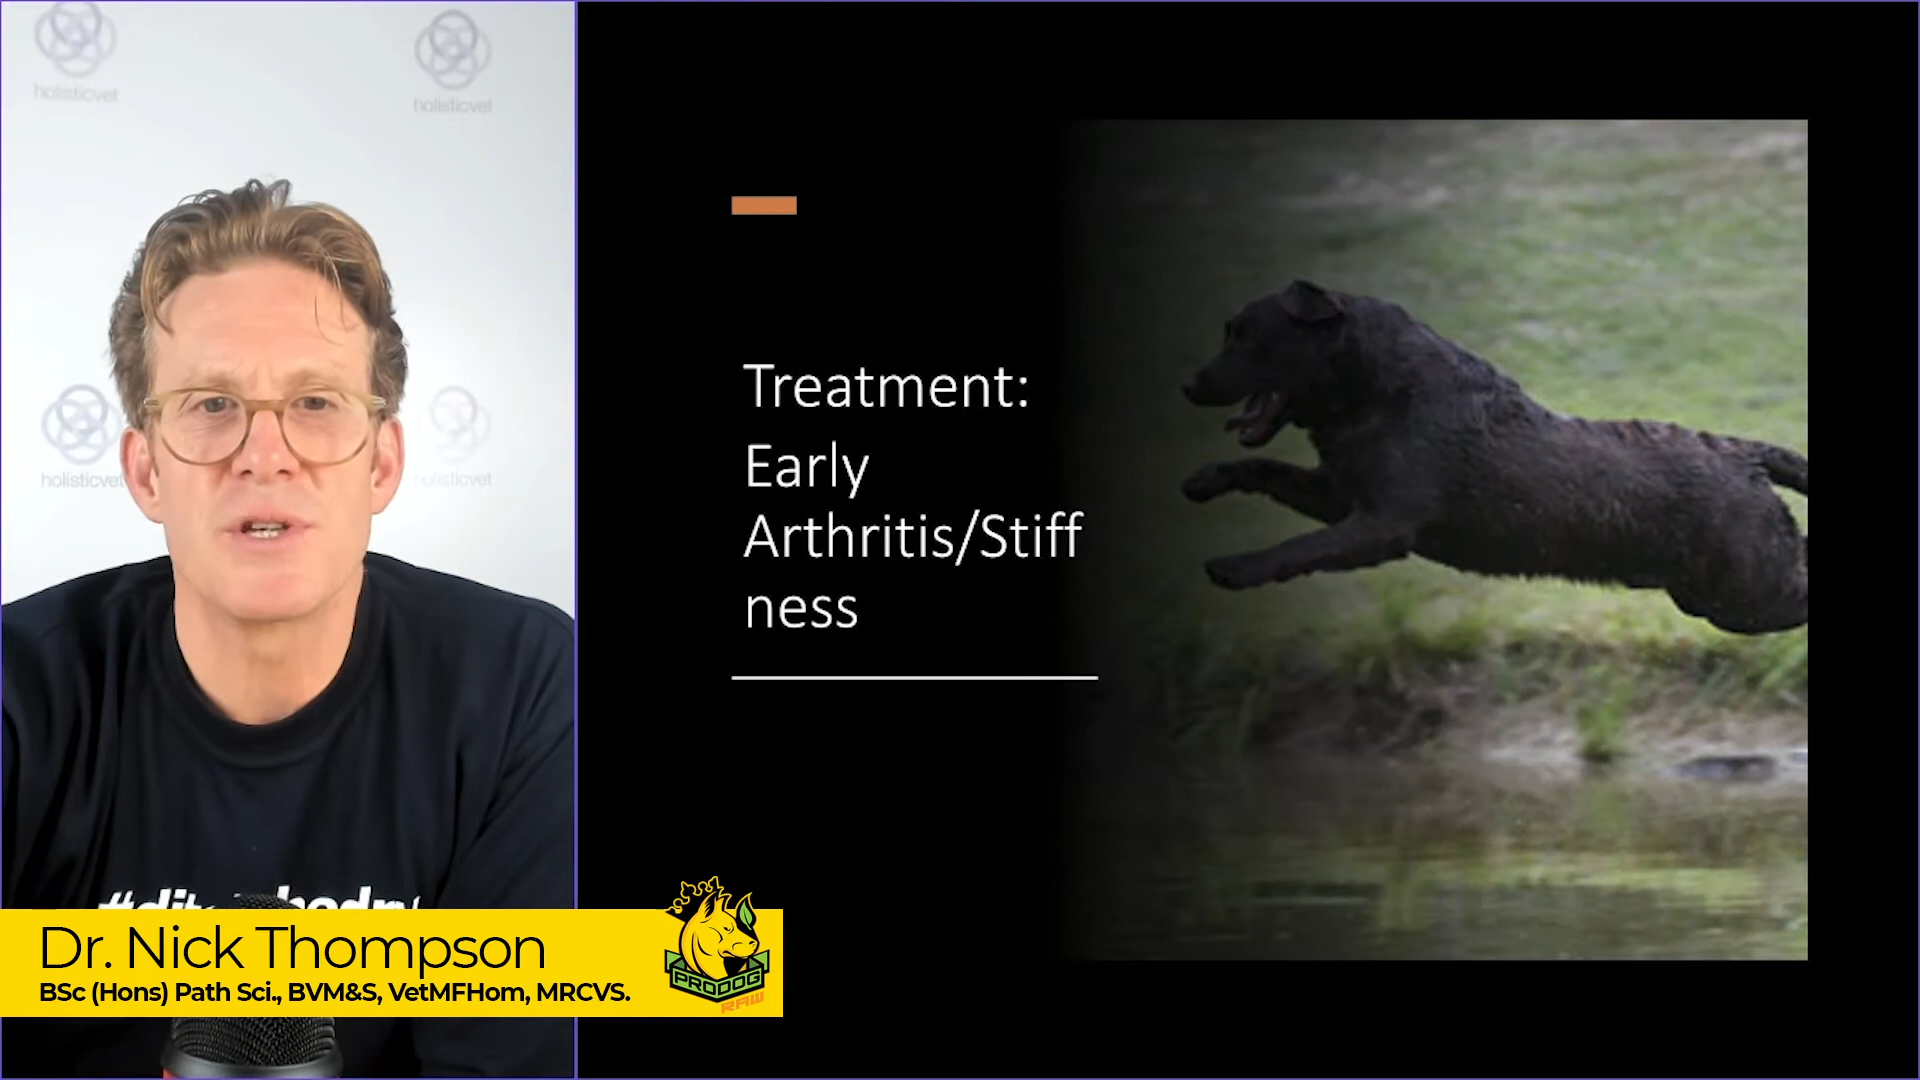 holisticvet
holisticvet
holisticvet
holisticvet
Treatment:
Early
Arthritis/Stiff
ness
Dr. Nick Thompson
BSc (Hons) Path Sci., BVM&S, VetMFHom, MRCVS.
PRODOG
RAW